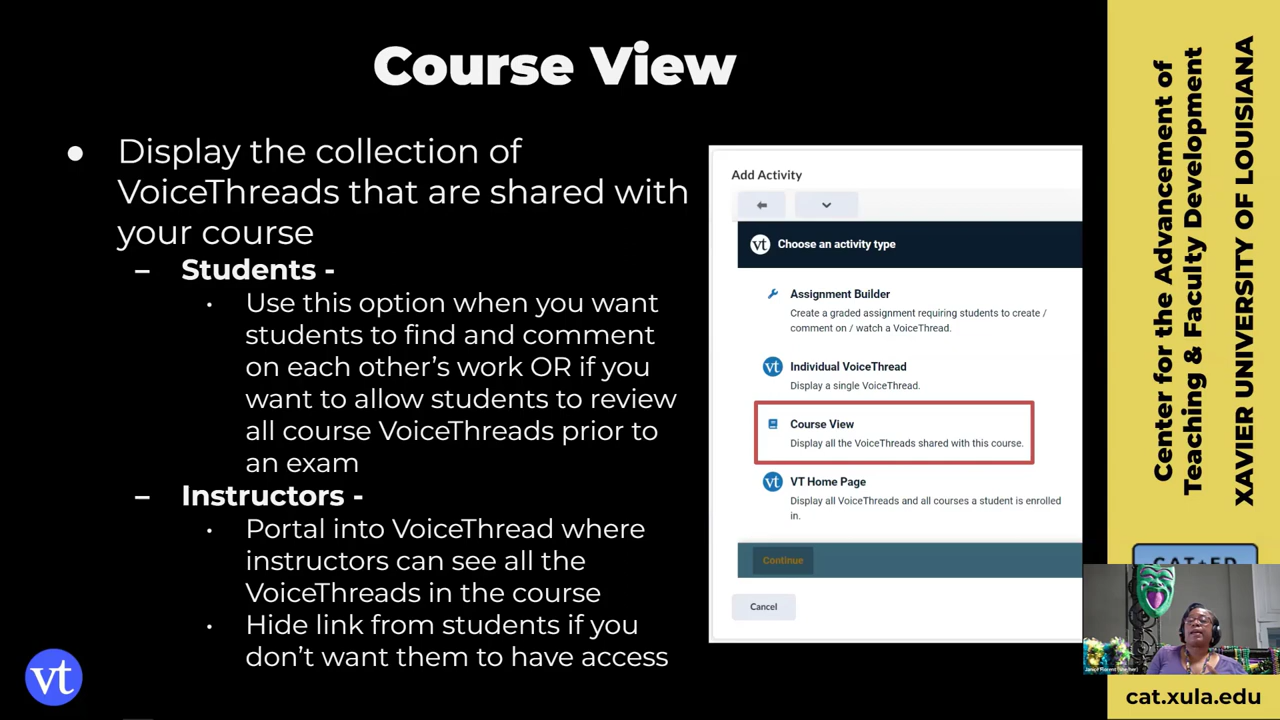 Course View
● Display the collection of
VoiceThreads that are shared with
your course
– Students -
• Use this option when you want
students to find and comment
on each other's work OR if you
want to allow students to review
all course VoiceThreads prior to
an exam
– Instructors -
• Portal into VoiceThread where
instructors can see all the
VoiceThreads in the course
• Hide link from students if you
don't want them to have access
vt
Add Activity
vt Choose an activity type
Assignment Builder
Create a graded assignment requiring students to create /
comment on / watch a VoiceThread.
vt Individual VoiceThread
Display a single VoiceThread.
Course View
Display all the VoiceThreads shared with this course.
vt VT Home Page
Display all VoiceThreads and all courses a student is enrolled
in.
Continue
Cancel
Center for the Advancement of
Teaching & Faculty Development
XAVIER UNIVERSITY OF LOUISIANA
CAT+ED
cat.xula.edu